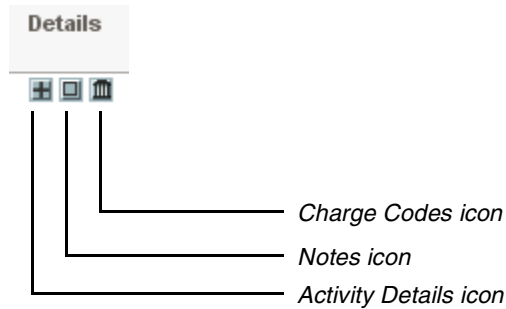 Details
Charge Codes icon
Notes icon
Activity Details icon